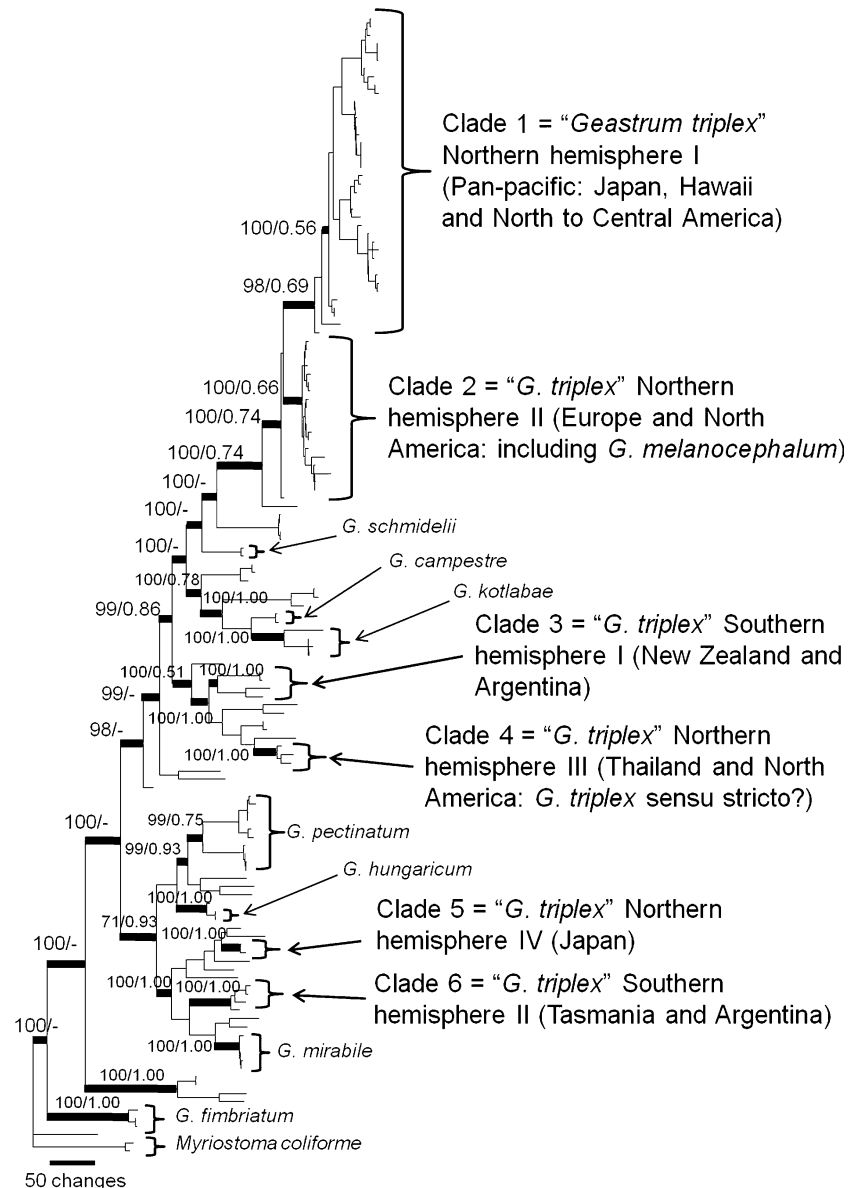 Clade 1 = “Geastrum triplex”
Northern hemisphere I
(Pan-pacific: Japan, Hawaii
and North to Central America)
100/0.56
98/0.69
100/0.66
Clade 2 = “G. triplex” Northern
hemisphere II (Europe and North
America: including G. melanocephalum)
100/0.74
100/0.74
100/-
100/-
G. schmidelii
100/-
G. campestre
100/0.78
G. kotlabae
100/1.00
99/0.86
100/1.00
Clade 3 = “G. triplex” Southern
hemisphere I (New Zealand and
Argentina)
100/0.51
100/1.00
99/-
100/1.00
98/-
100/1.00
Clade 4 = “G. triplex” Northern
hemisphere III (Thailand and North
America: G. triplex sensu stricto?)
100/-
99/0.75
G. pectinatum
99/0.93
G. hungaricum
100/1.00
71/0.93
100/1.00
Clade 5 = “G. triplex” Northern
hemisphere IV (Japan)
100/-
100/1.00
100/1.00
Clade 6 = “G. triplex” Southern
hemisphere II (Tasmania and Argentina)
100/-
100/1.00
G. mirabile
100/1.00
100/1.00
G. fimbriatum
Myriostoma coliforme
50 changes